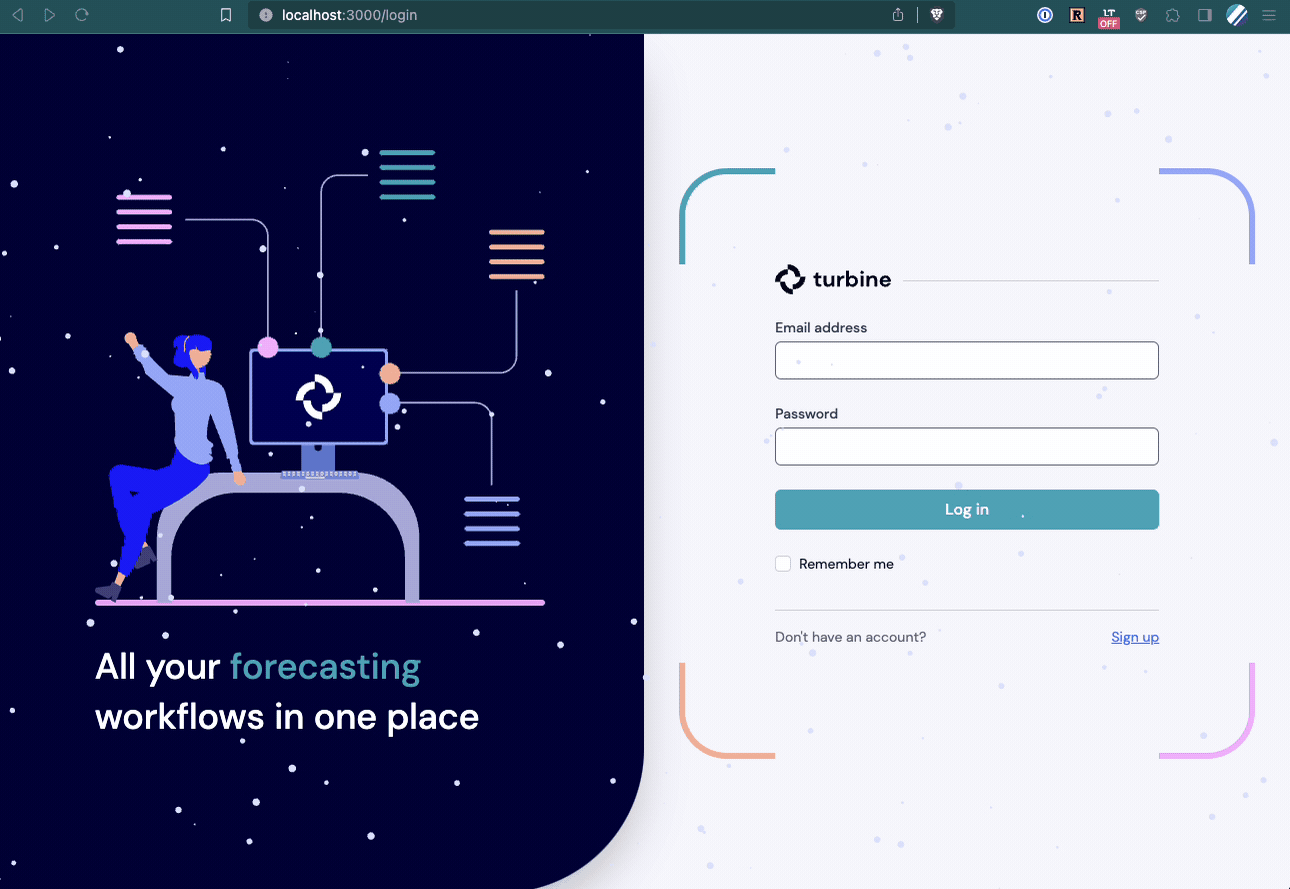 localhost:3000/login
R
LT
OFF
CSP
turbine
Email address
Password
Log in
Remember me
Don't have an account?
Sign up
All your forecasting
workflows in one place